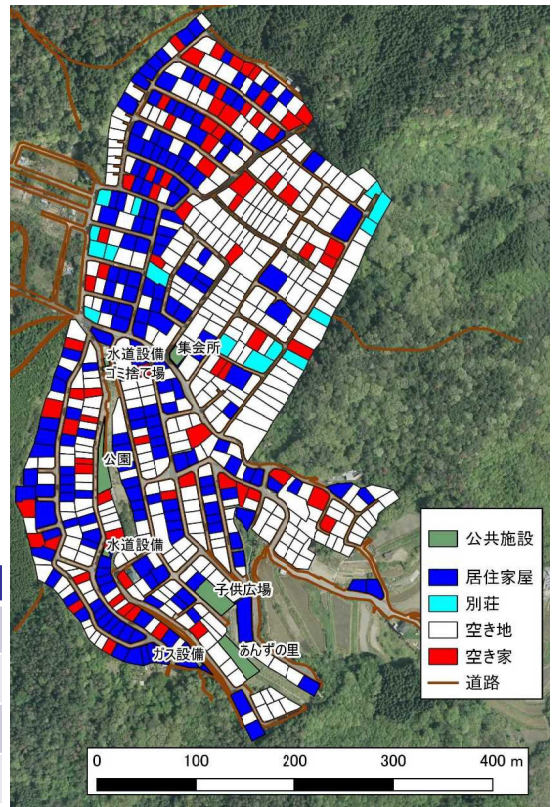 水道設備
ゴミ捨て場
集会所
公園
水道設備
子供広場
ガス設備
あんずの里
公共施設
居住家屋
別荘
空き地
空き家
道路
0 100 200 300 400 m